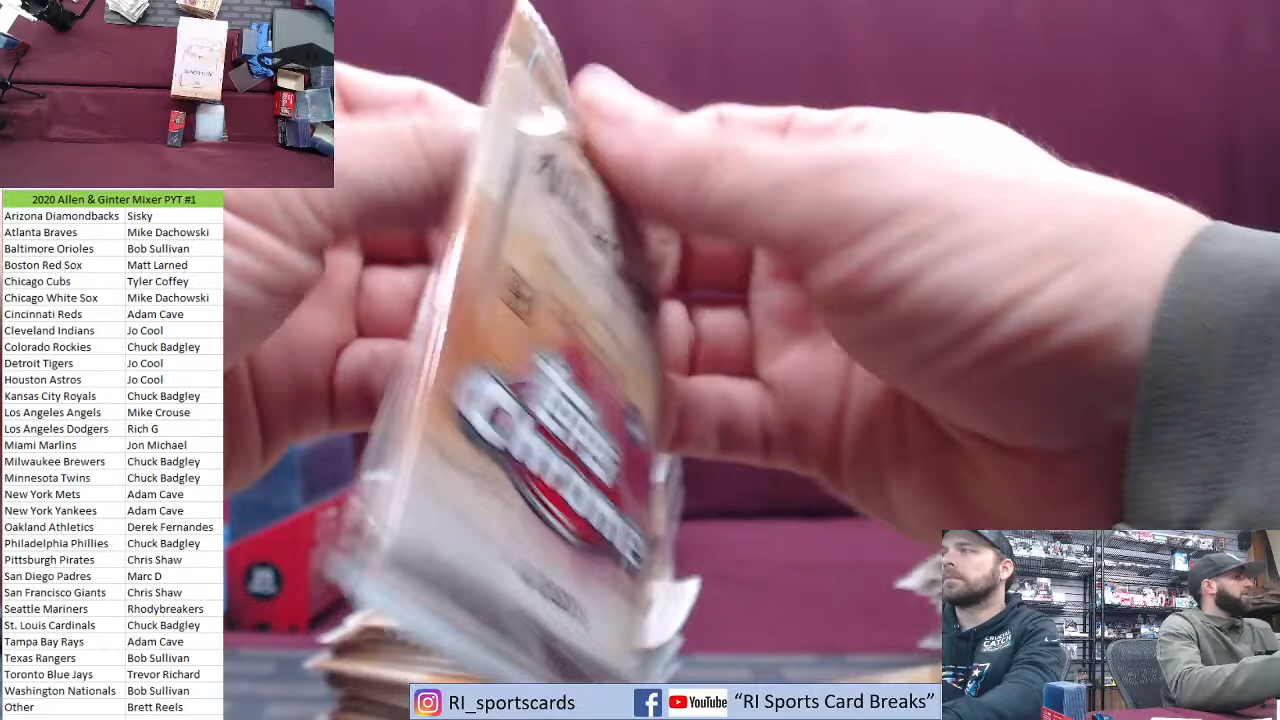 2020 Allen & Ginter Mixer PYT #1
Arizona Diamondbacks Sisky
Atlanta Braves Mike Dachowski
Baltimore Orioles Bob Sullivan
Boston Red Sox Matt Larned
Chicago Cubs Tyler Coffey
Chicago White Sox Mike Dachowski
Cincinnati Reds Adam Cave
Cleveland Indians Jo Cool
Colorado Rockies Chuck Badgley
Detroit Tigers Jo Cool
Houston Astros Jo Cool
Kansas City Royals Chuck Badgley
Los Angeles Angels Mike Crouse
Los Angeles Dodgers Rich G
Miami Marlins Jon Michael
Milwaukee Brewers Chuck Badgley
Minnesota Twins Chuck Badgley
New York Mets Adam Cave
New York Yankees Adam Cave
Oakland Athletics Derek Fernandes
Philadelphia Phillies Chuck Badgley
Pittsburgh Pirates Chris Shaw
San Diego Padres Marc D
San Francisco Giants Chris Shaw
Seattle Mariners Rhodybreakers
St. Louis Cardinals Chuck Badgley
Tampa Bay Rays Adam Cave
Texas Rangers Bob Sullivan
Toronto Blue Jays Trevor Richard
Washington Nationals Bob Sullivan
Other Brett Reels
RI_sportscards
YouTube "RI Sports Card Breaks"